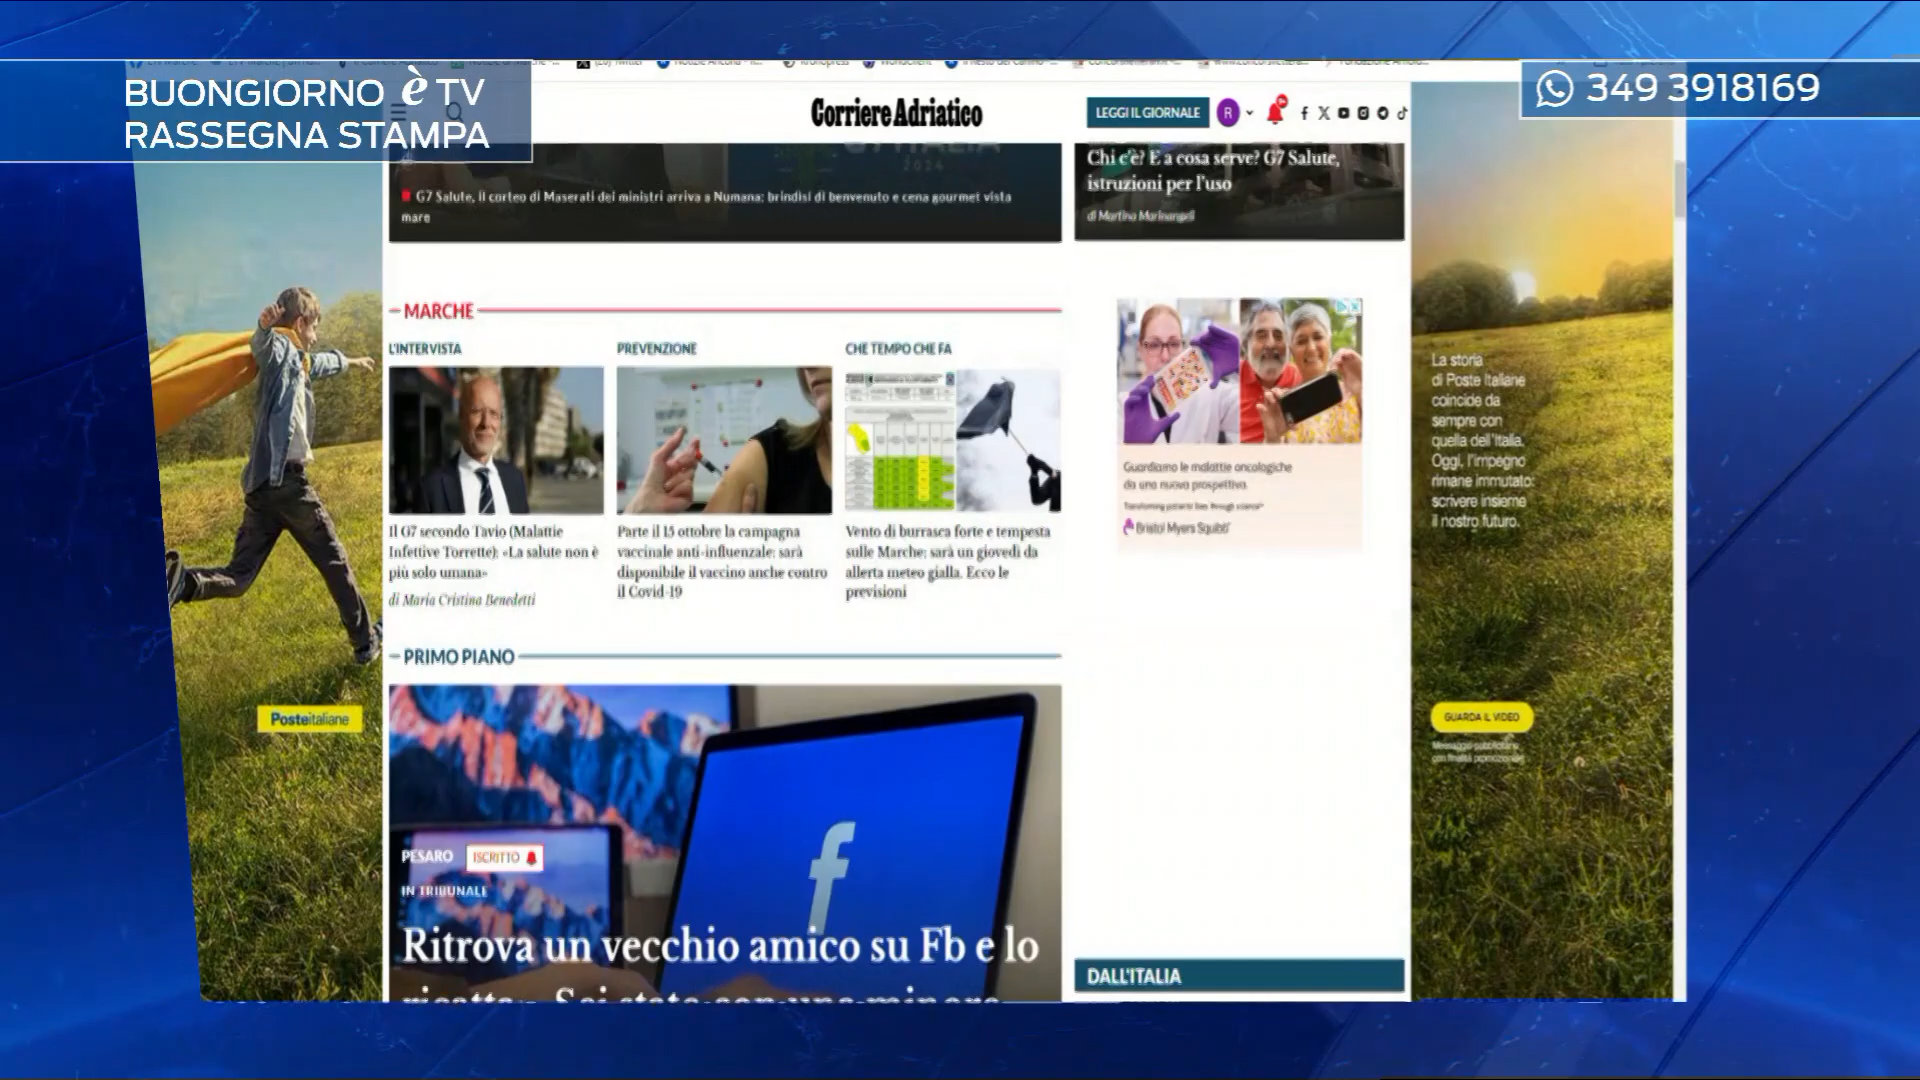 BUONGIORNO è TV
RASSEGNA STAMPA
349 3918169
Corriere Adriatico
LEGGI IL GIORNALE
R
G7 Salute, il corteo di Maserati dei ministri arriva a Numana: brindisi di benvenuto e cena gourmet vista
mare
Chi c'è? E a cosa serve? G7 Salute,
istruzioni per l'uso
di Martina Marinangeli
MARCHE
L'INTERVISTA
Il G7 secondo Tavio (Malattie
Infettive Torrette): «La salute non è
più solo umana»
di Maria Cristina Benedetti
PREVENZIONE
Parte il 15 ottobre la campagna
vaccinale anti-influenzale: sarà
disponibile il vaccino anche contro
il Covid-19
CHE TEMPO CHE FA
Vento di burrasca forte e tempesta
sulle Marche: sarà un giovedì da
allerta meteo gialla. Ecco le
previsioni
Guardiamo le malattie oncologiche
da una nuova prospettiva.
Bristol Myers Squibb
La storia
di Poste Italiane
coincide da
sempre con
quella dell'Italia.
Oggi, l'impegno
rimane immutato:
scrivere insieme
il nostro futuro.
GUARDA IL VIDEO
Messaggio pubblicitario
con finalità promozionale
Posteitaliane
PRIMO PIANO
PESARO
ISCRITTO
IN TRIBUNALE
Ritrova un vecchio amico su Fb e lo
DALL'ITALIA